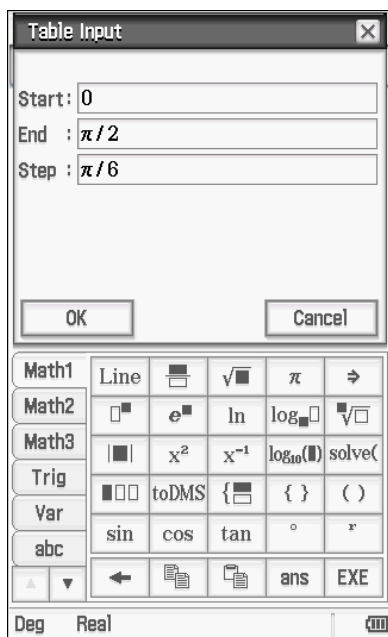 Table Input
Start: 0
End : π/2
Step : π/6
OK Cancel
Math1 Line √■ π ⇒
Math2 □■ e■ ln log■□ ■√□
Math3 |■| x² x⁻¹ log₁₀(■) solve(
Trig ■□□ toDMS { } ( )
Var sin cos tan ° r
abc
ans EXE
Deg Real